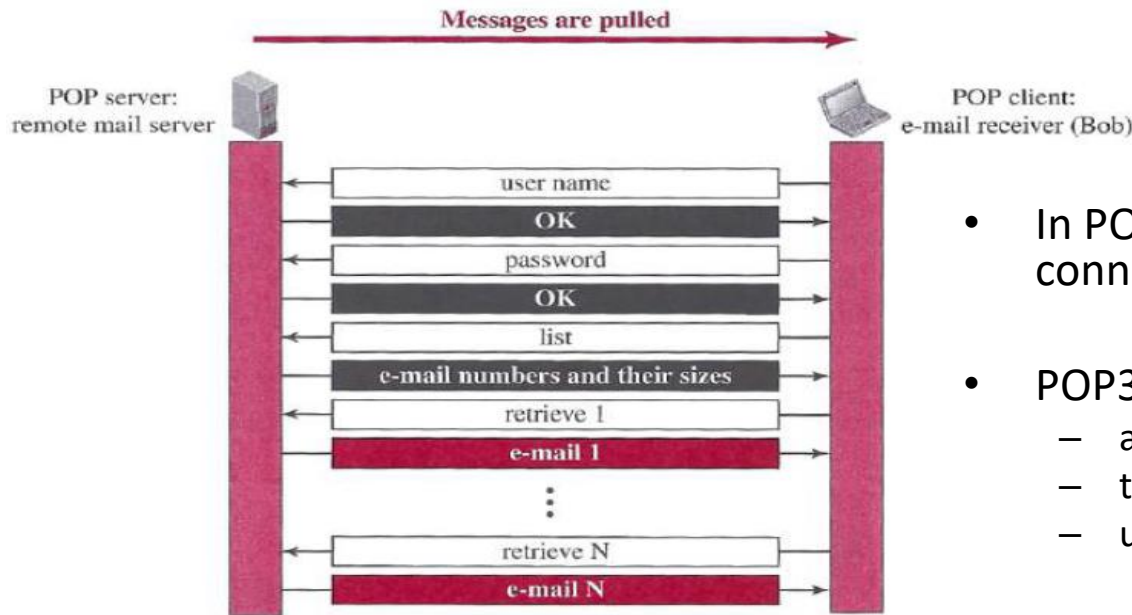 Messages are pulled
POP server:
remote mail server
POP client:
e-mail receiver (Bob)
user name
OK
password
OK
list
e-mail numbers and their sizes
retrieve 1
e-mail 1
retrieve N
e-mail N
• In PO
conn
• POP3
– a
– t
– u